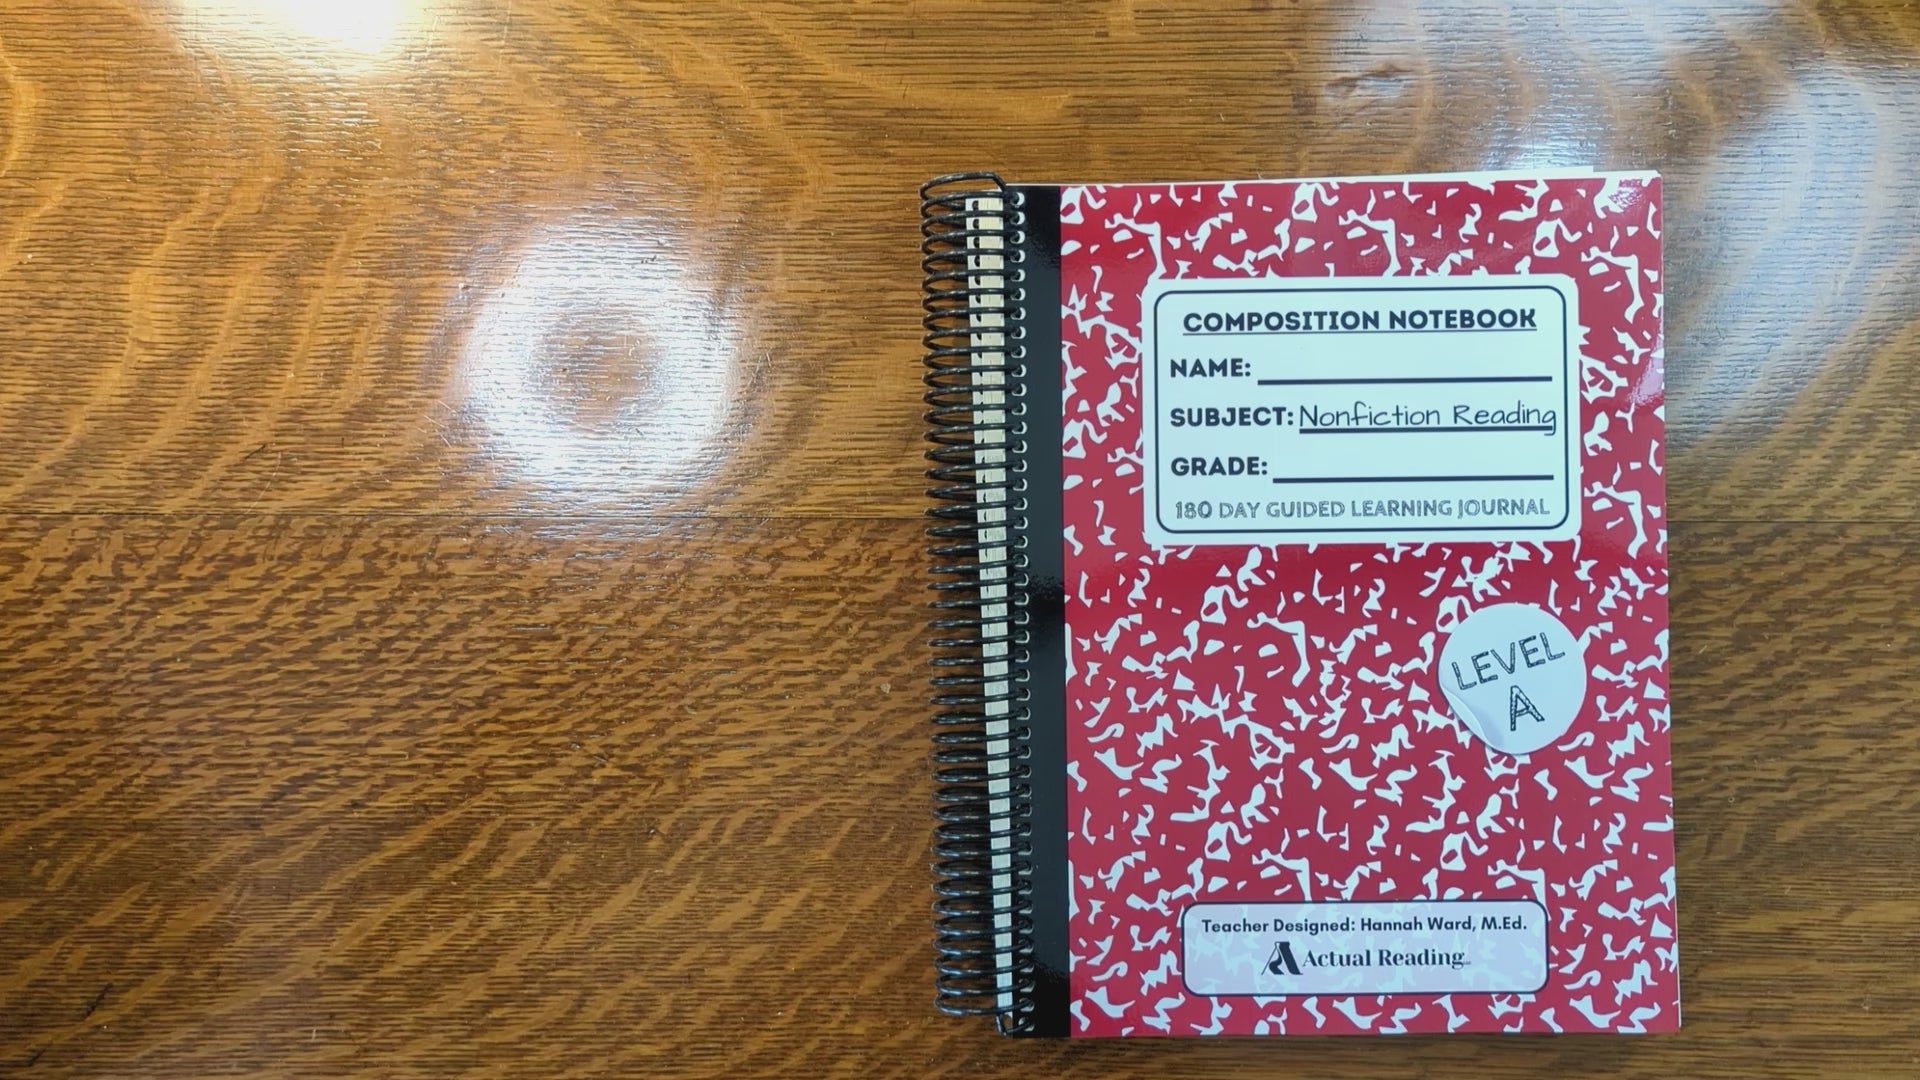 COMPOSITION NOTEBOOK
NAME:
SUBJECT: Nonfiction Reading
GRADE:
180 DAY GUIDED LEARNING JOURNAL
LEVEL
A
Teacher Designed: Hannah Ward, M.Ed.
Actual Reading